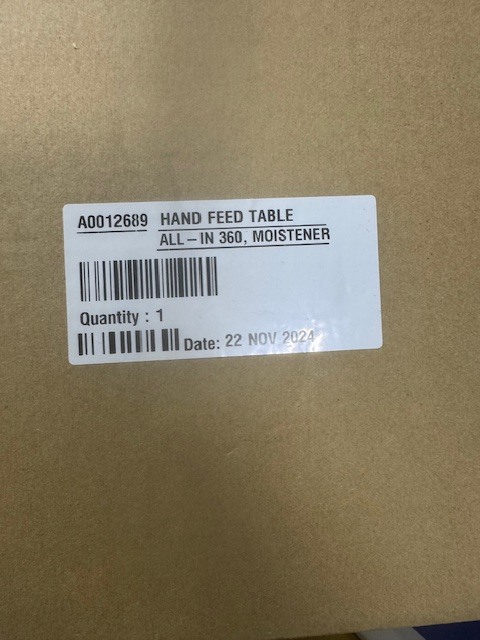 A0012689 HAND FEED TABLE
ALL-IN 360, MOISTENER
Quantity : 1
Date: 22 NOV 2024